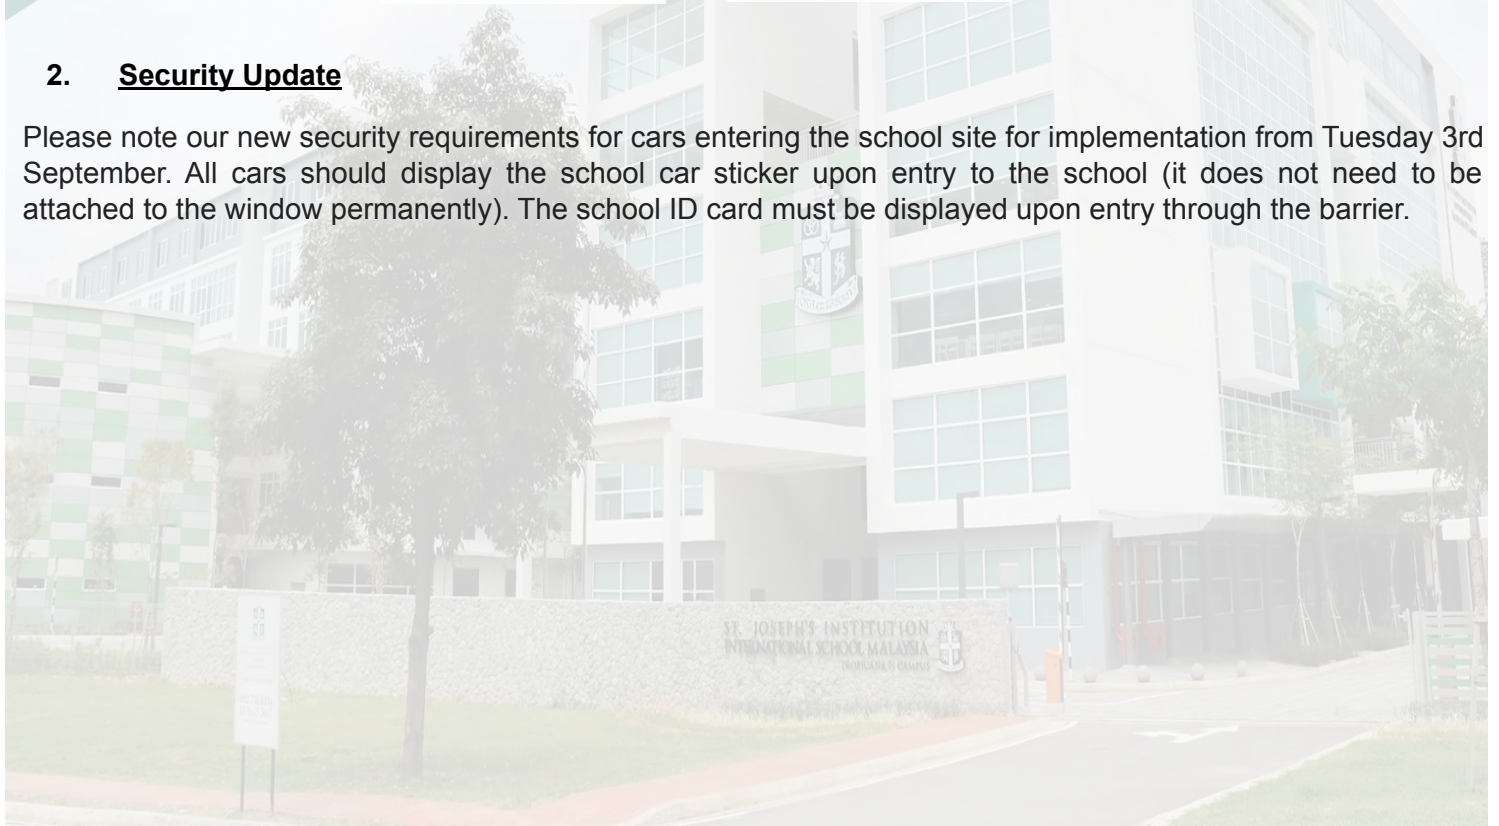 2. Security Update
Please note our new security requirements for cars entering the school site for implementation from Tuesday 3rd
September. All cars should display the school car sticker upon entry to the school (it does not need to be
attached to the window permanently). The school ID card must be displayed upon entry through the barrier.
ST. JOSEPH'S INSTITUTION
INTERNATIONAL SCHOOL MALAYSIA
TROPICANA PJ CAMPUS